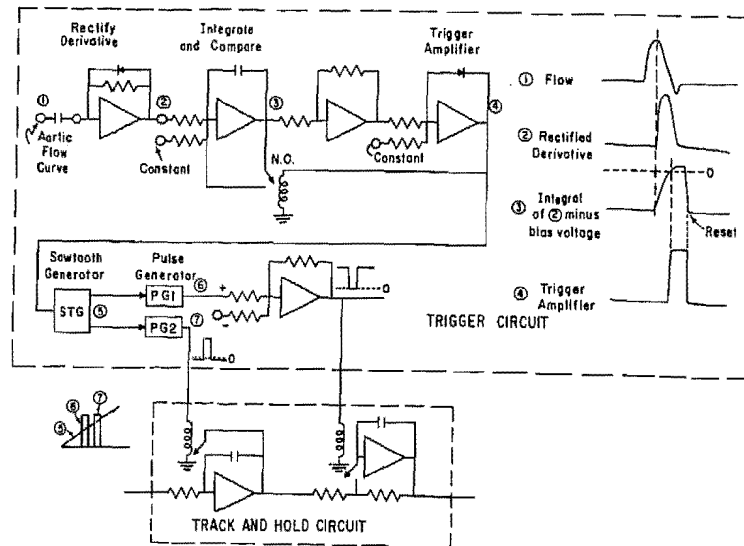 Rectify
Derivative
Integrate
and Compare
Trigger
Amplifier
①
②
③
④
Aortic
Flow
Curve
Constant
N.O.
Constant
① Flow
② Rectified
Derivative
0
③ Integral
of ② minus
bias voltage
Reset
④ Trigger
Amplifier
Sawtooth
Generator
Pulse
Generator
⑥
+
STG
⑤
PG1
PG2
⑦
-
0
0
TRIGGER CIRCUIT
⑥
⑦
⑤
TRACK AND HOLD CIRCUIT